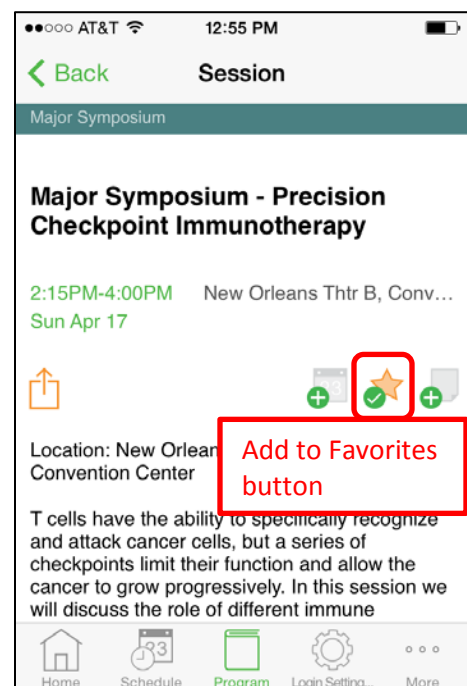 AT&T 12:55 PM
Back Session
Major Symposium
Major Symposium - Precision
Checkpoint Immunotherapy
2:15PM-4:00PM New Orleans Thtr B, Conv...
Sun Apr 17
23
Location: New Orlean
Convention Center
Add to Favorites
button
T cells have the ability to specifically recognize
and attack cancer cells, but a series of
checkpoints limit their function and allow the
cancer to grow progressively. In this session we
will discuss the role of different immune
23
Home Schedule Program Login Setting... More